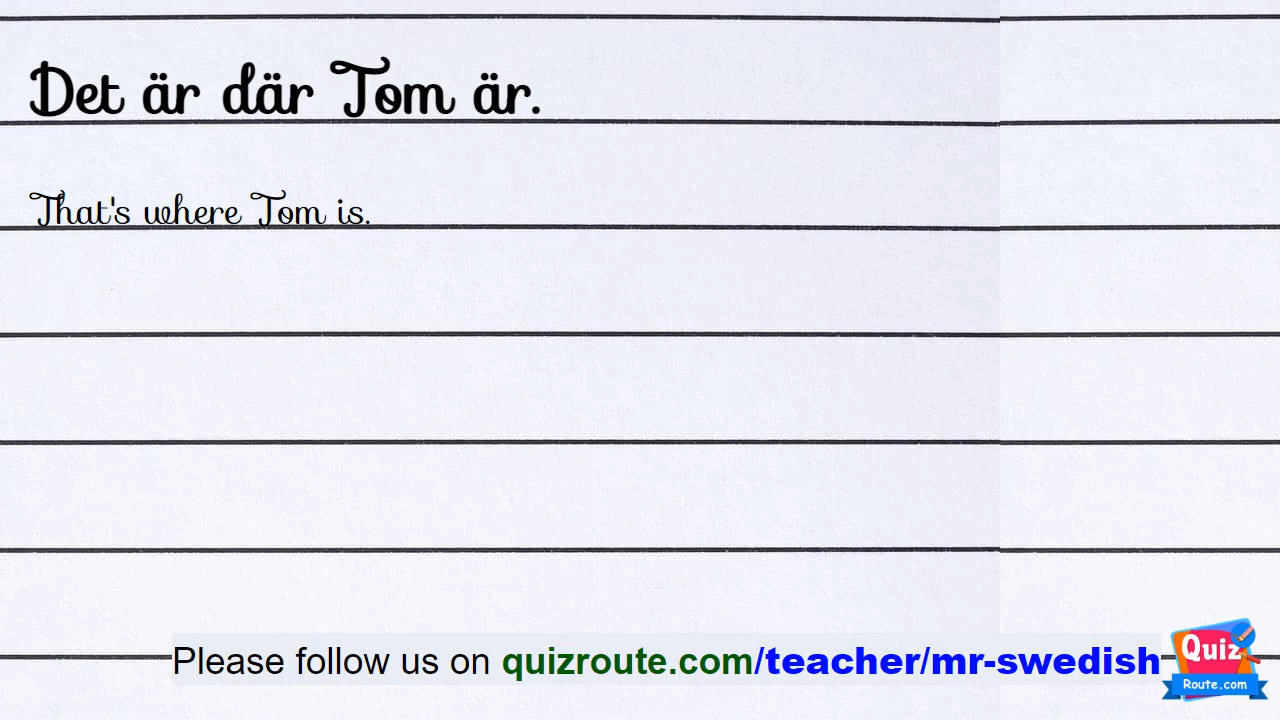 Det är där Tom är.
That's where Tom is.
Please follow us on quizroute.com/teacher/mr-swedish
Quiz
Route.com